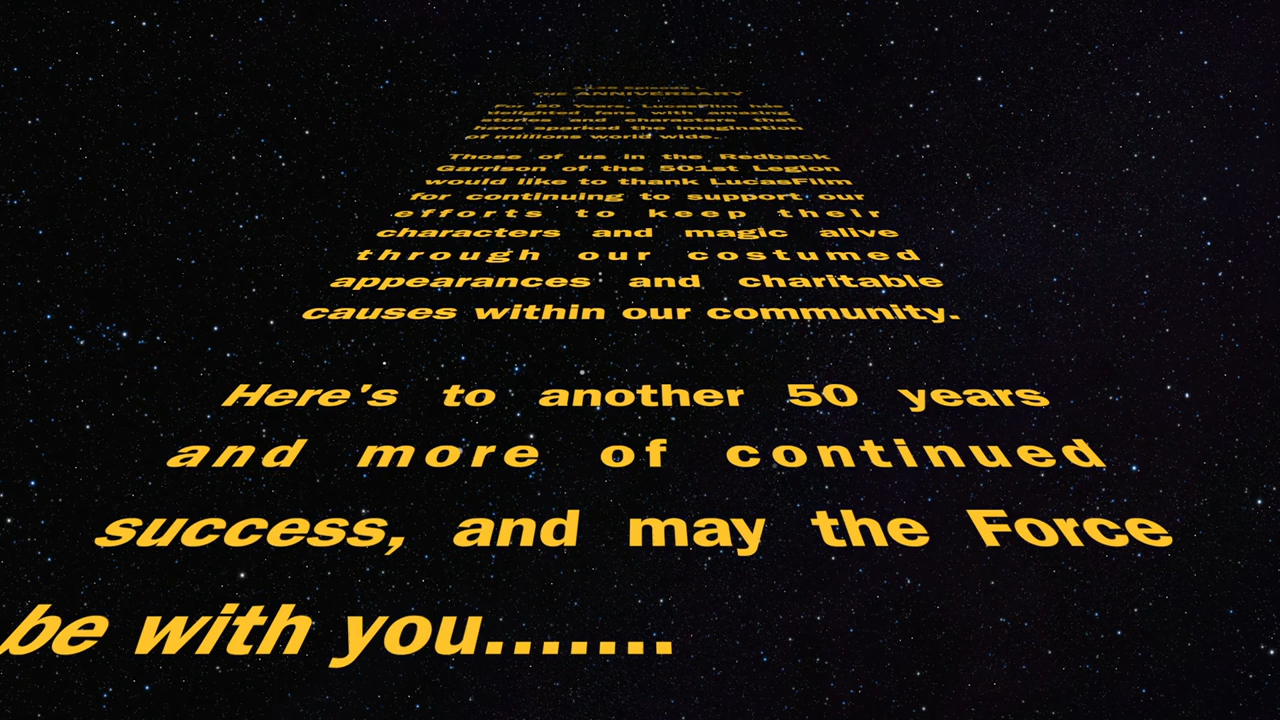 THE ANNIVERSARY
For 50 Years, LucasFilm has
delighted fans with amazing
stories and characters that
have sparked the imagination
of millions world wide.
Those of us in the Redback
Garrison of the 501st Legion
would like to thank LucasFilm
for continuing to support our
efforts to keep their
characters and magic alive
through our costumed
appearances and charitable
causes within our community.
Here's to another 50 years
and more of continued
success, and may the Force
be with you.......